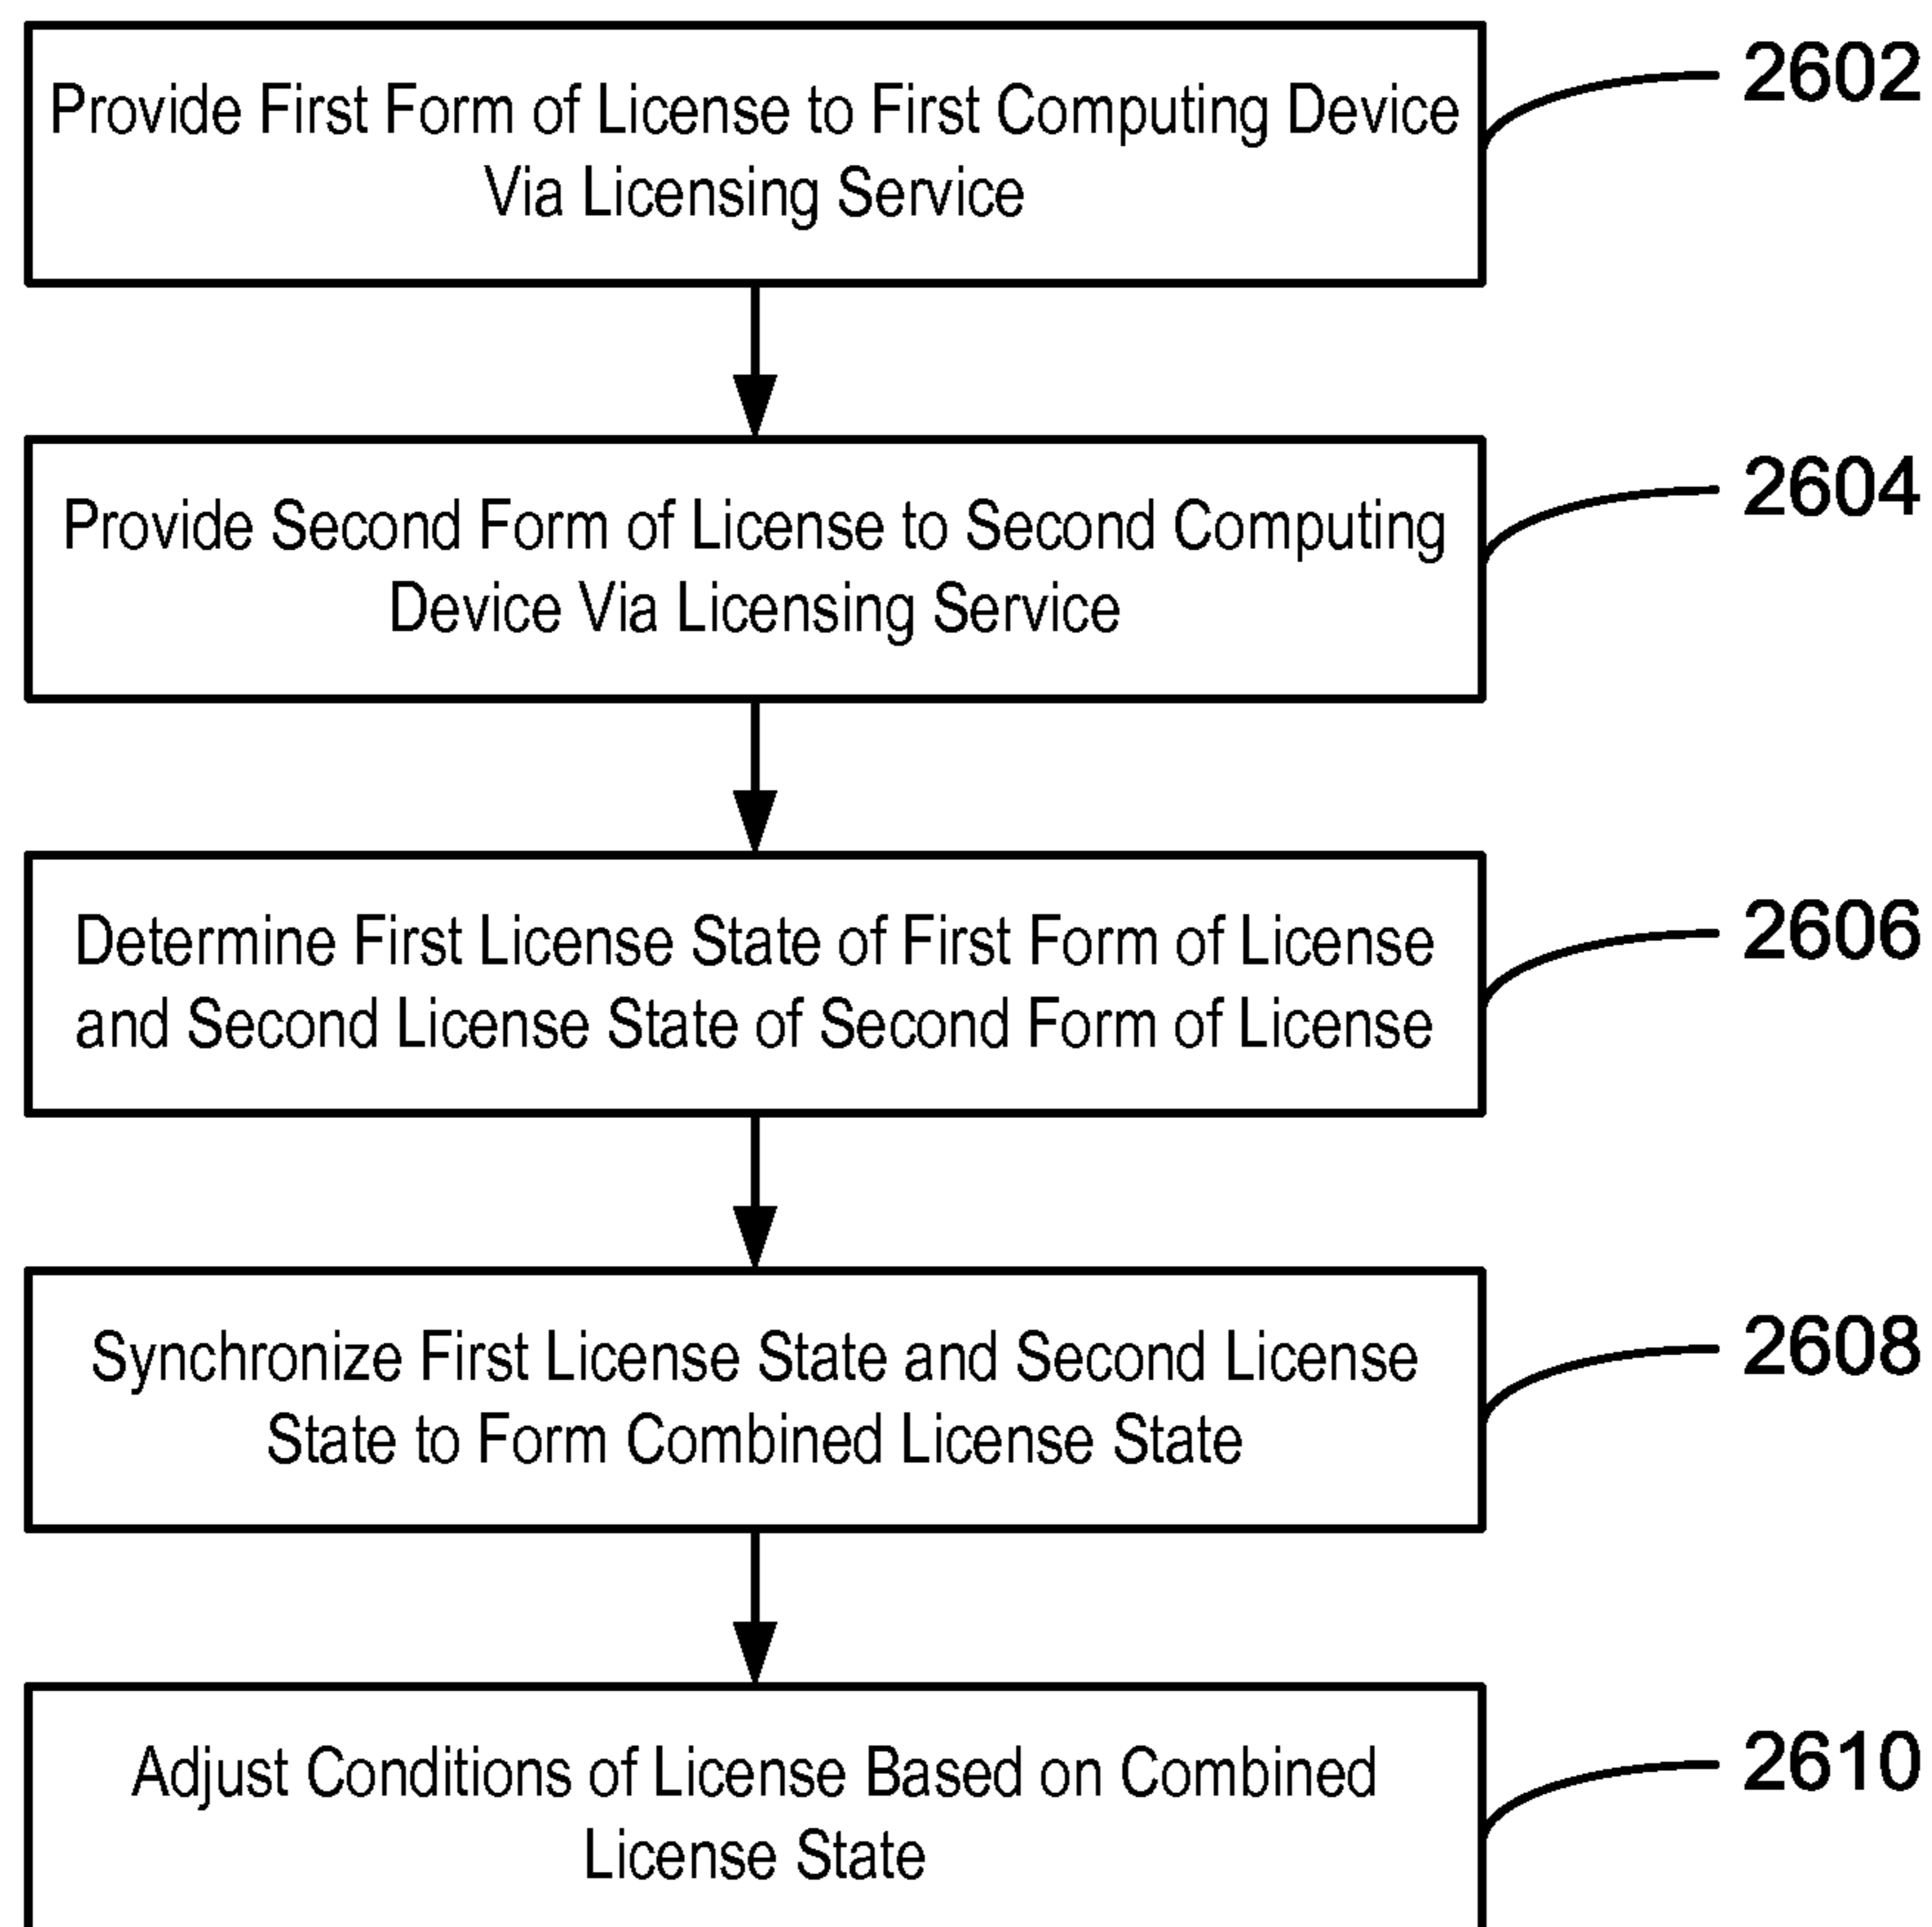 Provide First Form of License to First Computing Device
Via Licensing Service
2602
Provide Second Form of License to Second Computing
Device Via Licensing Service
2604
Determine First License State of First Form of License
and Second License State of Second Form of License
2606
Synchronize First License State and Second License
State to Form Combined License State
2608
Adjust Conditions of License Based on Combined
License State
2610